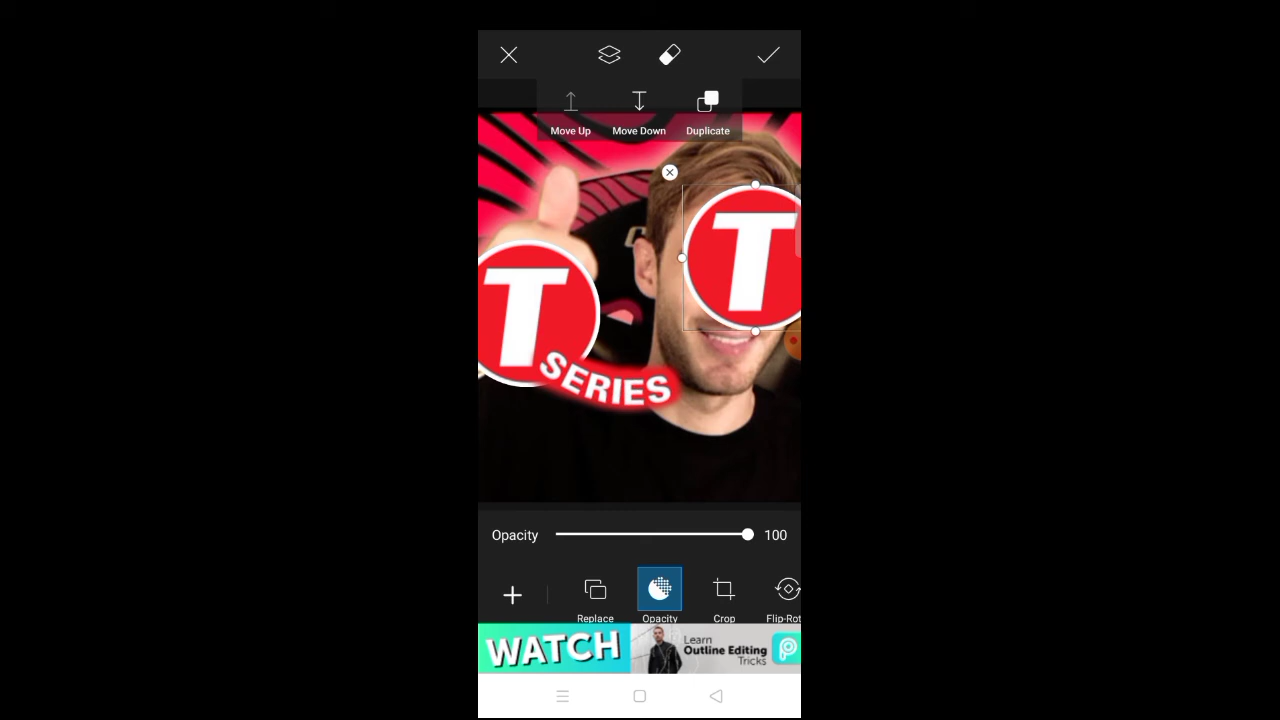 Move Up Move Down Duplicate
T
T
SERIES
Opacity 100
Replace Opacity Crop Flip-Rot
WATCH
Learn
Outline Editing
Tricks